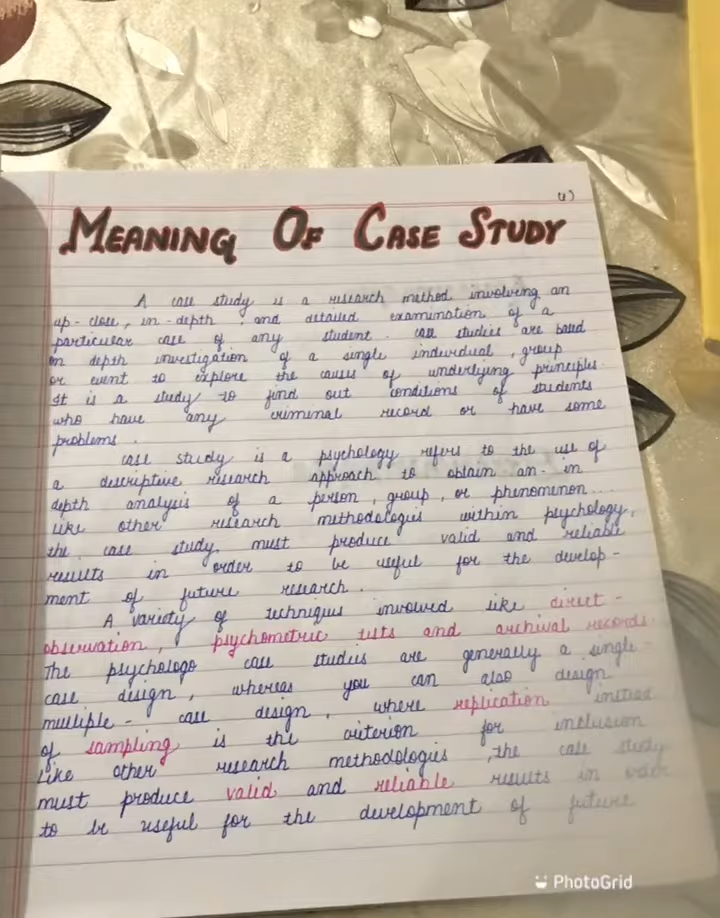 4)
MEANING OF CASE STUDY
A case study is a research method involving an
up-close, in-depth, and detailed examination of a
particular case of any student. case studies are based
on depth investigation of a single individual, group
or event to explore the causes of underlying principles.
It is a study to find out conditions of students
who have any criminal record or have some
problems.
case study is a psychology refers to the use of
a descriptive research approach to obtain an-in
depth analysis of a person, group, or phenomenon...
like other research methodologies within psychology,
the case study must produce valid and reliable
results in order to be useful for the develop-
ment of future research.
A variety of techniques involved like direct-
observation, psychometric tests and archival records.
The psychologo case studies are generally a single-
case design, whereas you can also design
multiple-case design, where replication instead
of sampling is the criterion for inclusion
Like other research methodologies, the case study
must produce valid and reliable results in order
to be useful for the development of future
PhotoGrid